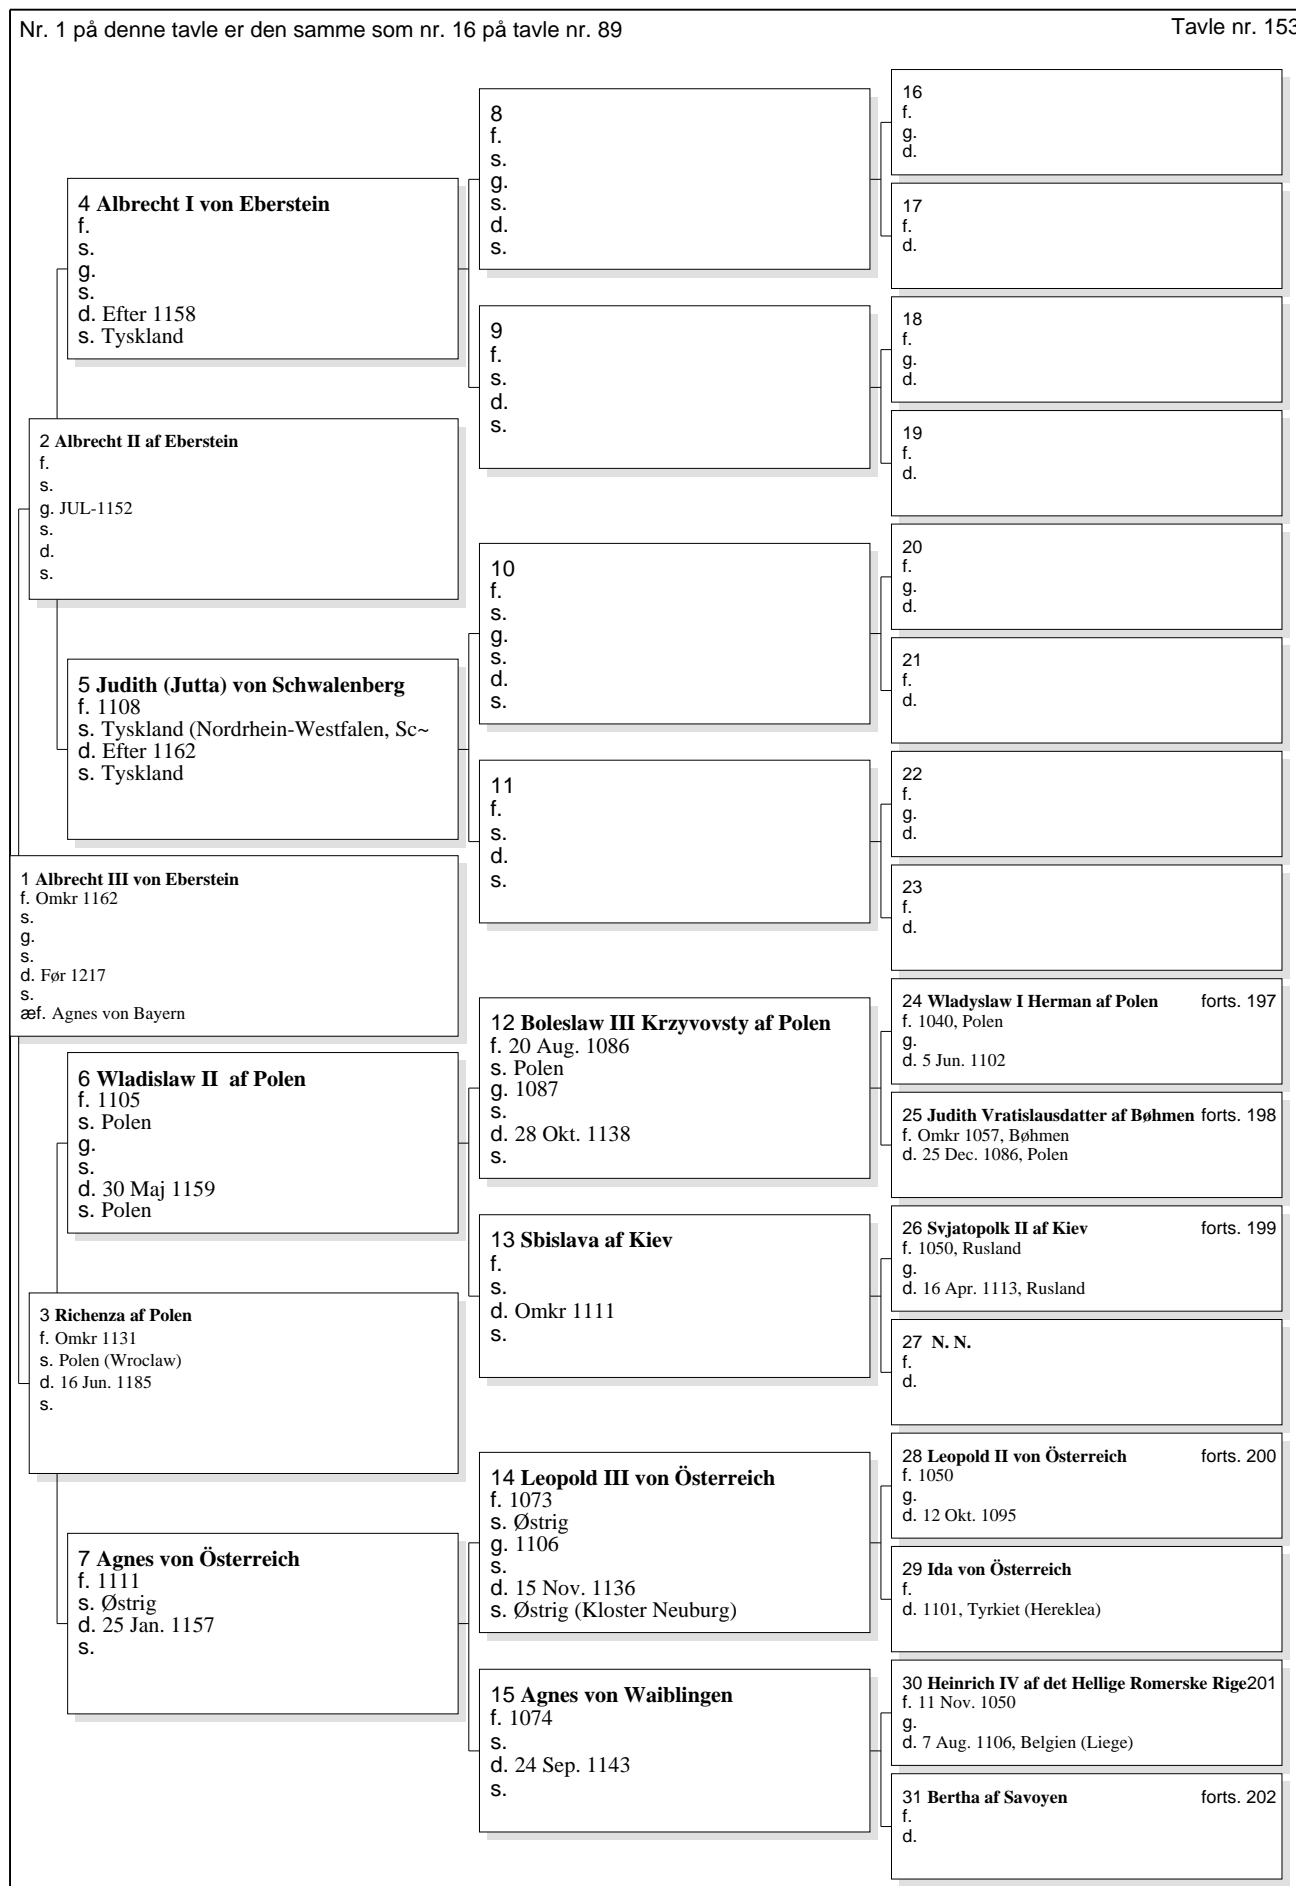 Nr. 1 på denne tavle er den samme som nr. 16 på tavle nr. 89
Tavle nr. 153
4 Albrecht I von Eberstein
f.
s.
g.
s.
d. Efter 1158
s. Tyskland
2 Albrecht II af Eberstein
f.
s.
g. JUL-1152
s.
d.
s.
5 Judith (Jutta) von Schwalenberg
f. 1108
s. Tyskland (Nordrhein-Westfalen, Sc~
d. Efter 1162
s. Tyskland
1 Albrecht III von Eberstein
f. Omkr 1162
s.
g.
s.
d. Før 1217
s.
æf. Agnes von Bayern
6 Wladislaw II af Polen
f. 1105
s. Polen
g.
s.
d. 30 Maj 1159
s. Polen
3 Richenza af Polen
f. Omkr 1131
s. Polen (Wroclaw)
d. 16 Jun. 1185
s.
7 Agnes von Österreich
f. 1111
s. Østrig
d. 25 Jan. 1157
s.
8
f.
s.
g.
s.
d.
s.
9
f.
s.
d.
s.
10
f.
s.
g.
s.
d.
s.
11
f.
s.
d.
s.
12 Boleslaw III Krzyvovsty af Polen
f. 20 Aug. 1086
s. Polen
g. 1087
s.
d. 28 Okt. 1138
s.
13 Sbislava af Kiev
f.
s.
d. Omkr 1111
s.
14 Leopold III von Österreich
f. 1073
s. Østrig
g. 1106
s.
d. 15 Nov. 1136
s. Østrig (Kloster Neuburg)
15 Agnes von Waiblingen
f. 1074
s.
d. 24 Sep. 1143
s.
16
f.
g.
d.
17
f.
d.
18
f.
g.
d.
19
f.
d.
20
f.
g.
d.
21
f.
d.
22
f.
g.
d.
23
f.
d.
24 Wladyslaw I Herman af Polen forts. 197
f. 1040, Polen
g.
d. 5 Jun. 1102
25 Judith Vratislausdatter af Bøhmen forts. 198
f. Omkr 1057, Bøhmen
d. 25 Dec. 1086, Polen
26 Svjatopolk II af Kiev forts. 199
f. 1050, Rusland
g.
d. 16 Apr. 1113, Rusland
27 N. N.
f.
d.
28 Leopold II von Österreich forts. 200
f. 1050
g.
d. 12 Okt. 1095
29 Ida von Österreich
f.
d. 1101, Tyrkiet (Hereklea)
30 Heinrich IV af det Hellige Romerske Rige201
f. 11 Nov. 1050
g.
d. 7 Aug. 1106, Belgien (Liege)
31 Bertha af Savoyen forts. 202
f.
d.